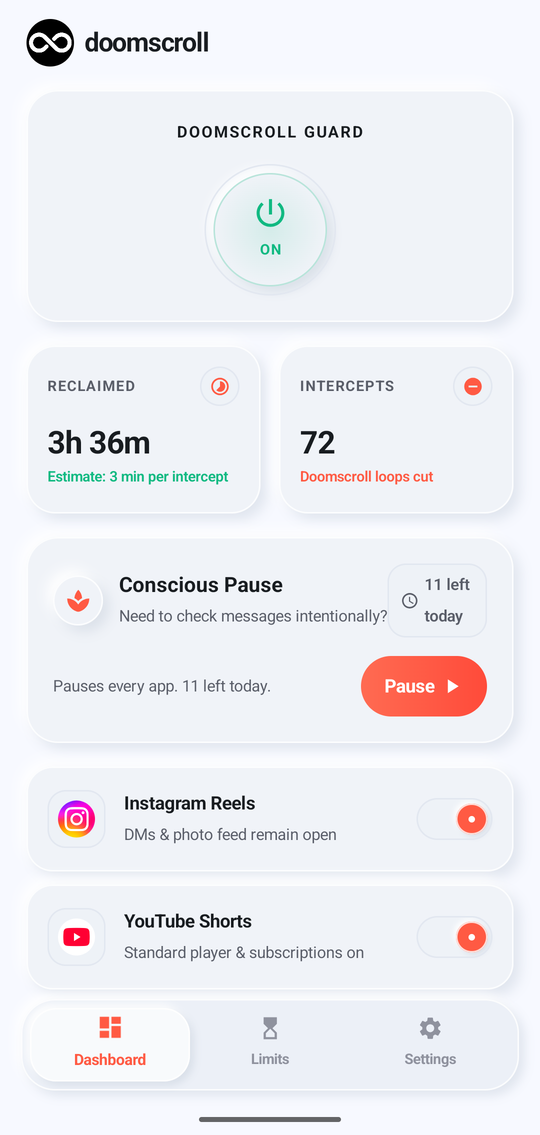 doomscroll
DOOMSCROLL GUARD
ON
RECLAIMED
3h 36m
Estimate: 3 min per intercept
INTERCEPTS
72
Doomscroll loops cut
Conscious Pause
Need to check messages intentionally?
11 left
today
Pauses every app. 11 left today.
Pause
Instagram Reels
DMs & photo feed remain open
YouTube Shorts
Standard player & subscriptions on
Dashboard
Limits
Settings